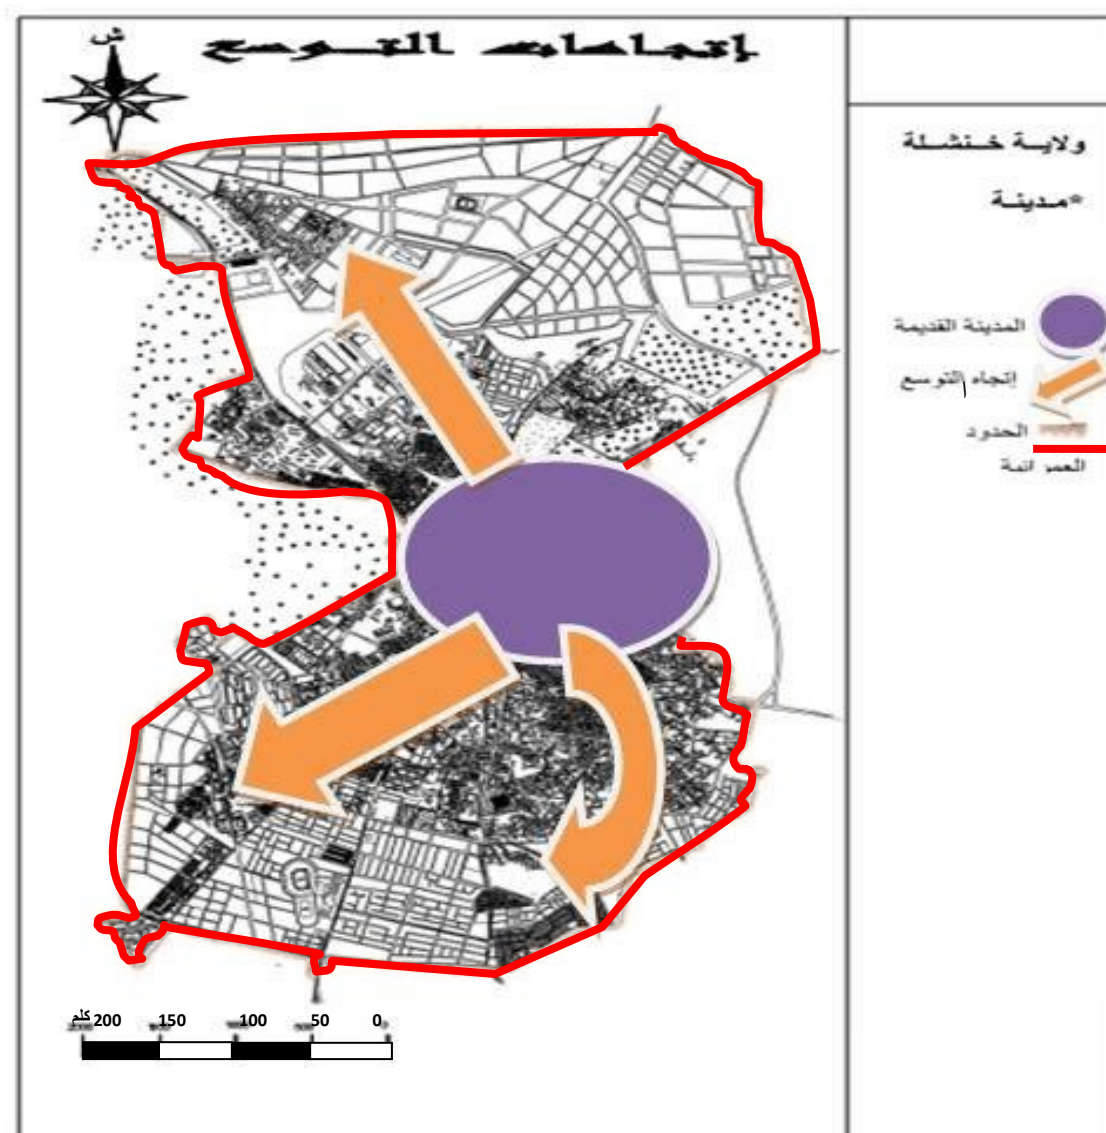 ش
إتجاهات التوسع
ولاية خنشلة
*مدينة
المدينة القديمة
إتجاه التوسع
الحدود
العمرانية
200 كلم 150 100 50 0